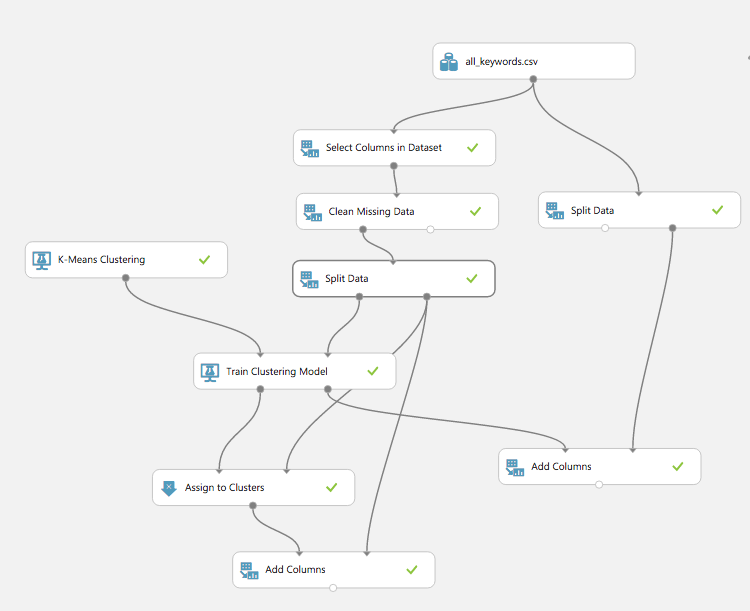 all_keywords.csv
Select Columns in Dataset
Clean Missing Data
Split Data
K-Means Clustering
Split Data
Train Clustering Model
Add Columns
Assign to Clusters
Add Columns